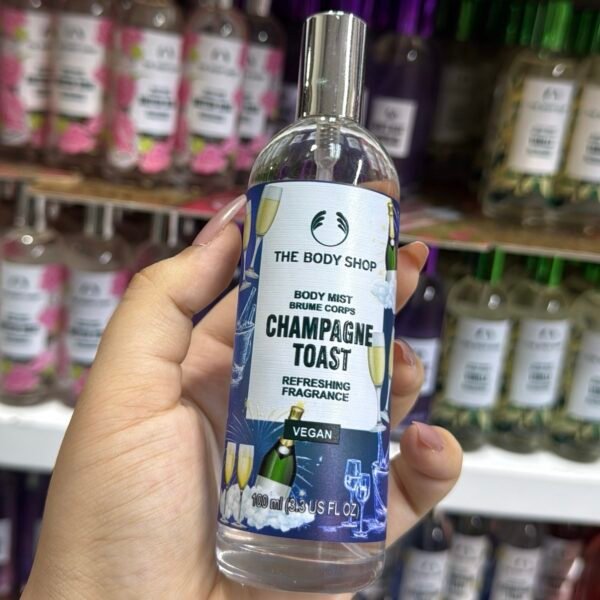 THE BODY SHOP
BODY MIST
BRUME CORPS
CHAMPAGNE
TOAST
REFRESHING
FRAGRANCE
VEGAN
100 ml (3.3 US FL OZ)